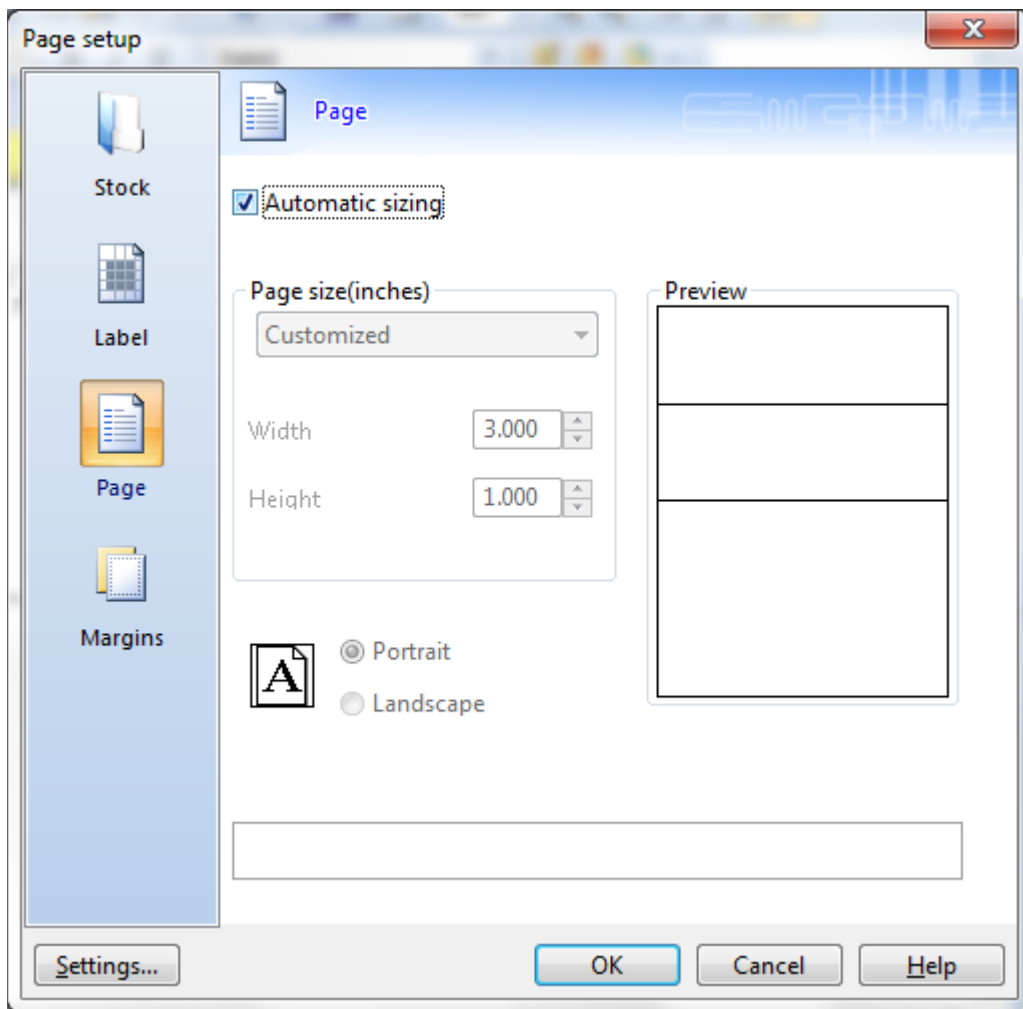 Page setup
Page
Stock
Automatic sizing
Page size(inches)
Preview
Customized
Label
Width 3.000
Page
Height 1.000
Margins
Portrait
A
Landscape
Settings... OK Cancel Help